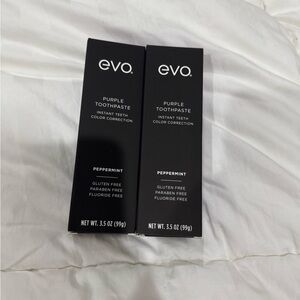 evo.
PURPLE
TOOTHPASTE
INSTANT TEETH
COLOR CORRECTION
PEPPERMINT
GLUTEN FREE
PARABEN FREE
FLUORIDE FREE
NET WT. 3.5 OZ (99g)
evo.
PURPLE
TOOTHPASTE
INSTANT TEETH
COLOR CORRECTION
PEPPERMINT
GLUTEN FREE
PARABEN FREE
FLUORIDE FREE
NET WT. 3.5 OZ (99g)